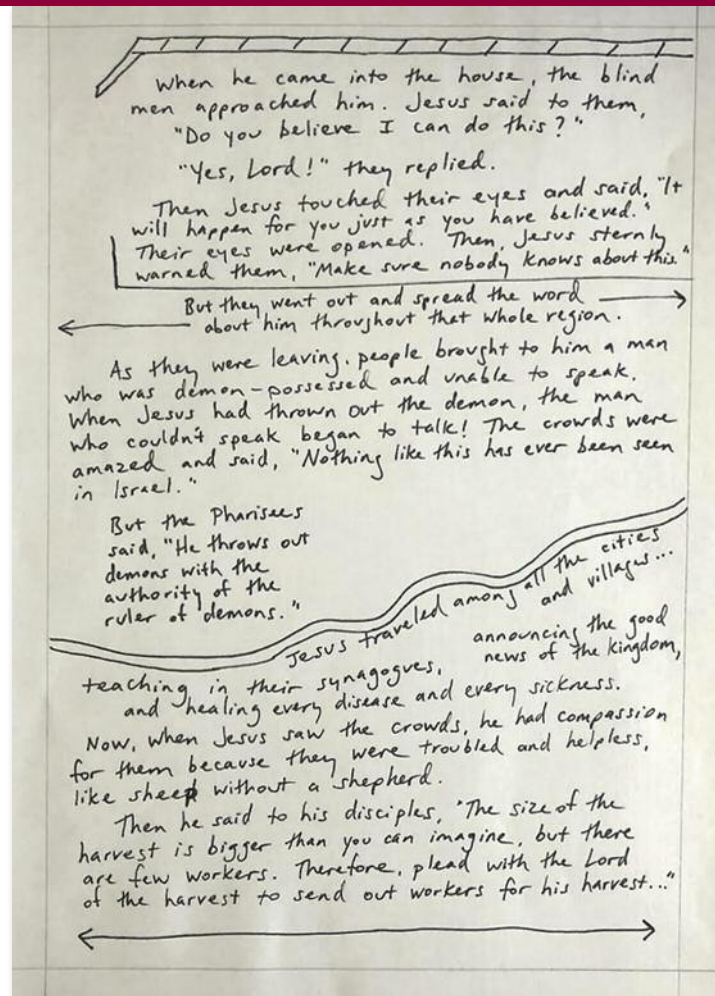 When he came into the house, the blind
men approached him. Jesus said to them,
"Do you believe I can do this?"
"Yes, Lord!" they replied.
Then Jesus touched their eyes and said, "It
will happen for you just as you have believed."
Their eyes were opened. Then, Jesus sternly
warned them, "Make sure nobody knows about this."
But they went out and spread the word
about him throughout that whole region.
As they were leaving, people brought to him a man
who was demon-possessed and unable to speak.
When Jesus had thrown out the demon, the man
who couldn't speak began to talk! The crowds were
amazed and said, "Nothing like this has ever been seen
in Israel."
But the Pharisees
said, "He throws out
demons with the
authority of the
ruler of demons."
Jesus traveled among all the cities
and villages...
teaching in their synagogues,
announcing the good
news of the kingdom,
and healing every disease and every sickness.
Now, when Jesus saw the crowds, he had compassion
for them because they were troubled and helpless,
like sheep without a shepherd.
Then he said to his disciples, "The size of the
harvest is bigger than you can imagine, but there
are few workers. Therefore, plead with the Lord
of the harvest to send out workers for his harvest..."